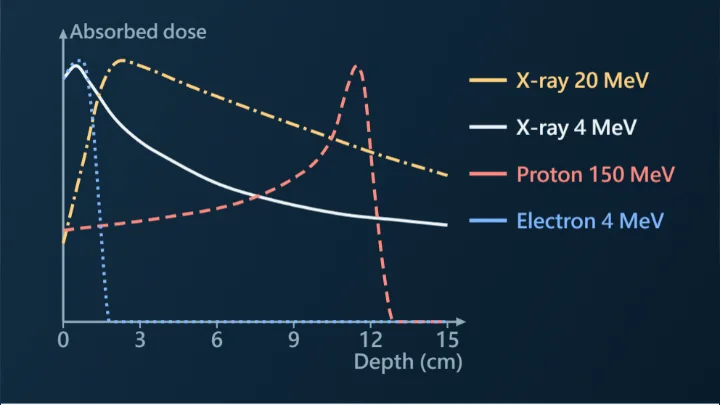 Absorbed dose
X-ray 20 MeV
X-ray 4 MeV
Proton 150 MeV
Electron 4 MeV
0 3 6 9 12 15
Depth (cm)